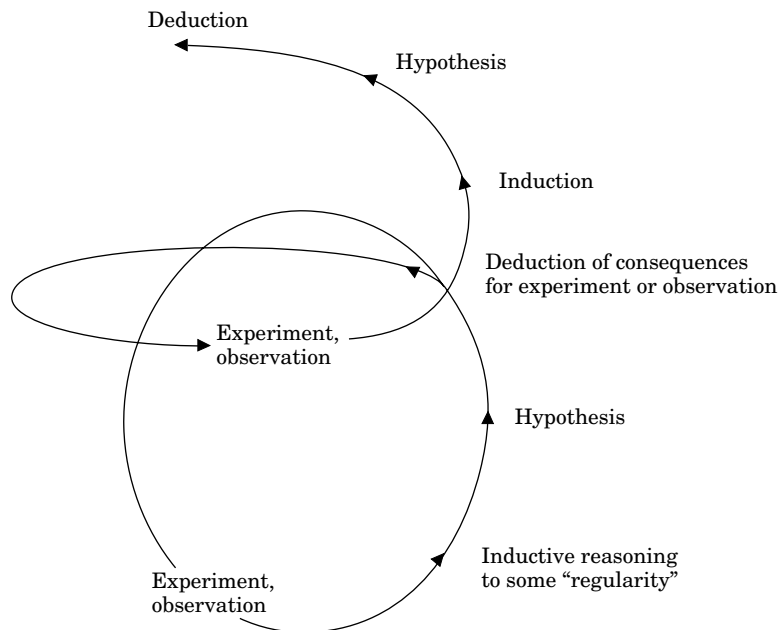 Deduction
Hypothesis
Induction
Deduction of consequences
for experiment or observation
Experiment,
observation
Hypothesis
Inductive reasoning
to some “regularity”
Experiment,
observation